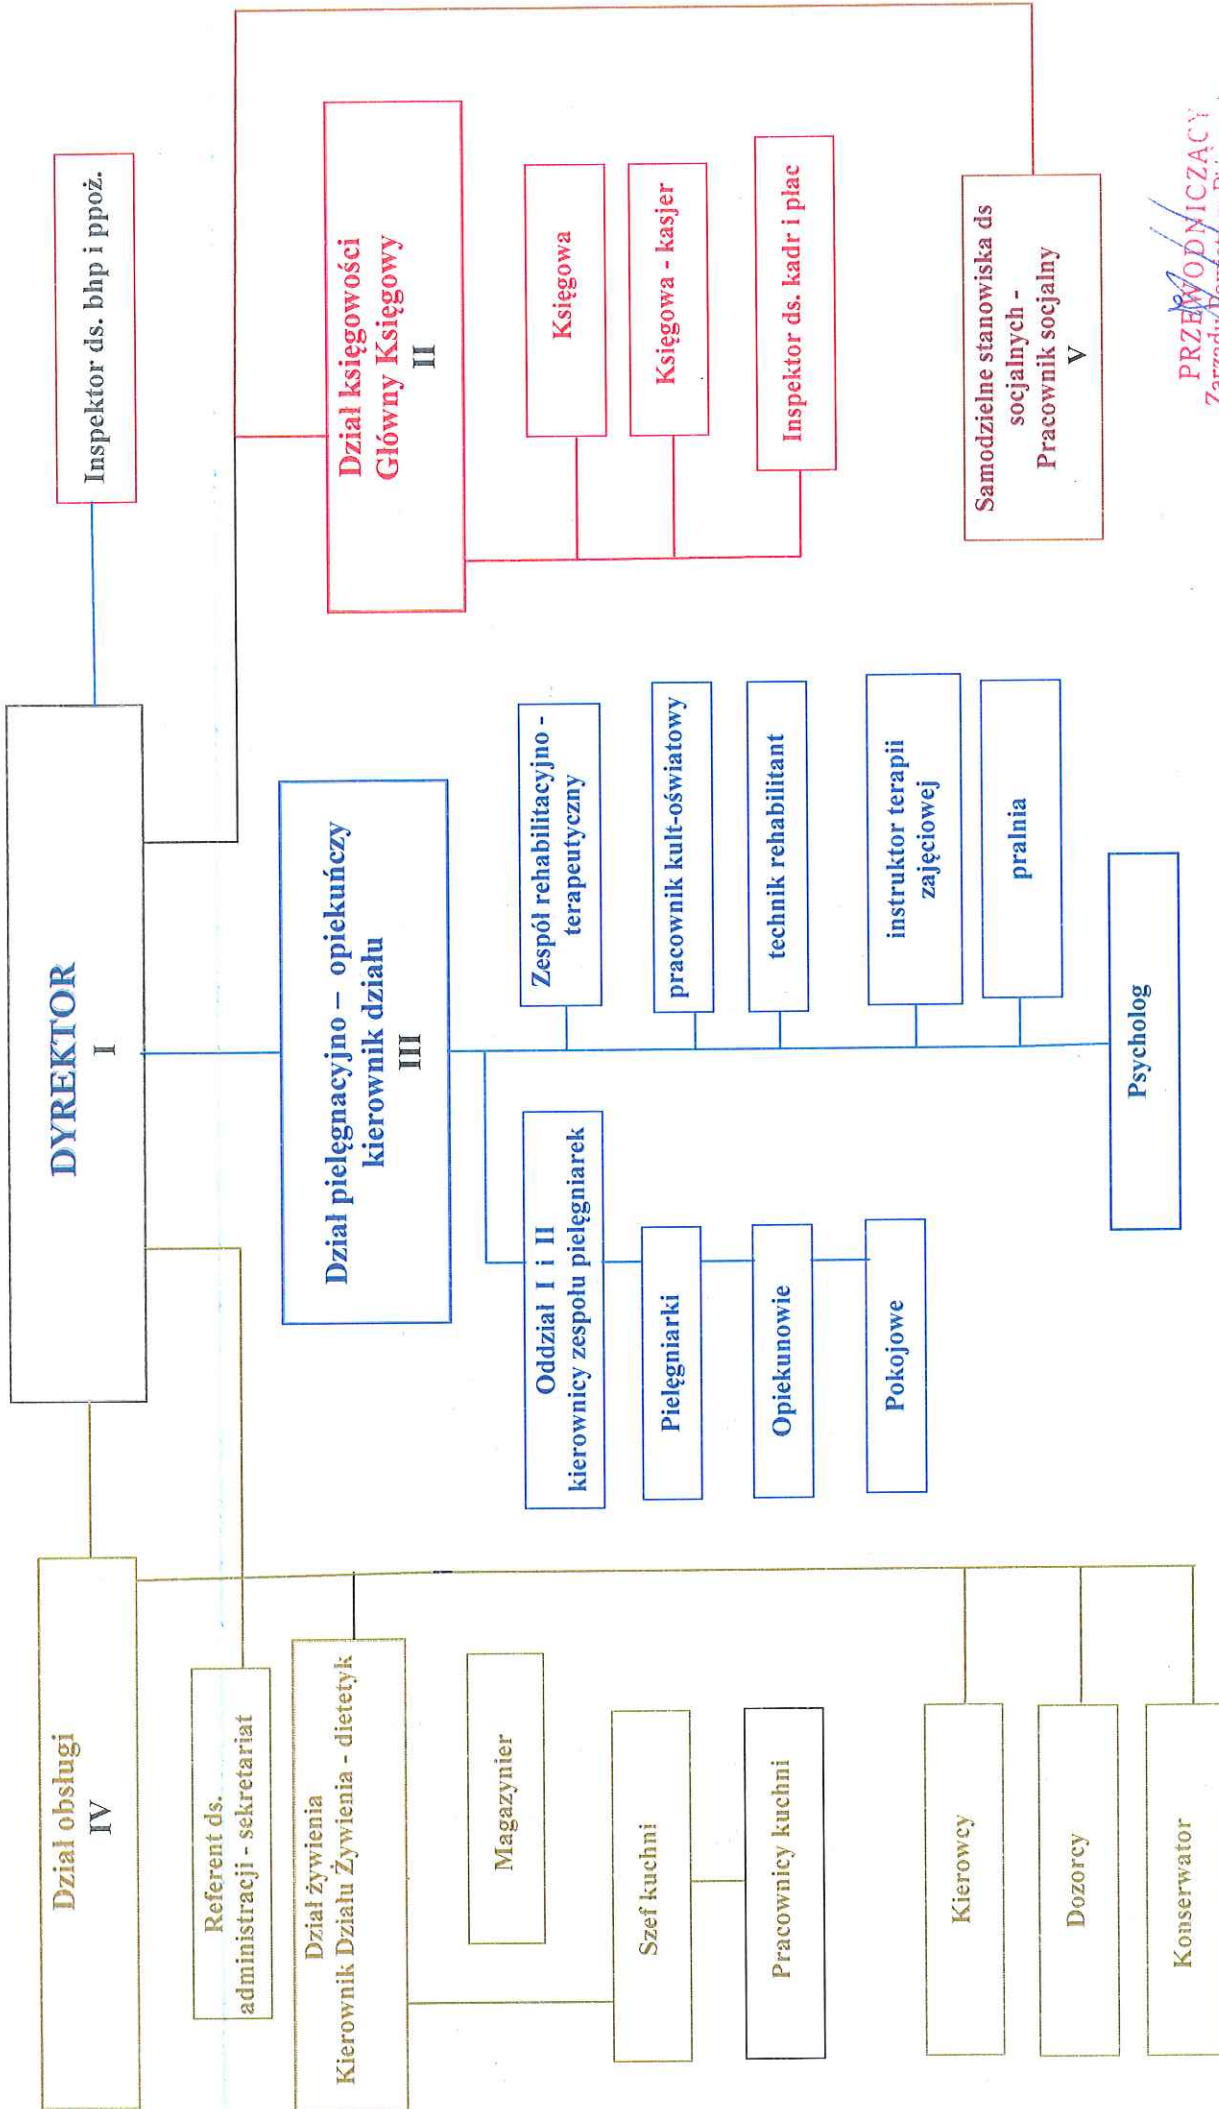 DYREKTOR
I
Inspektor ds. bhp i ppoż.
Dział obsługi
IV
Referent ds.
administracji - sekretariat
Dział żywienia
Kierownik Działu Żywienia - dietetyk
Magazynier
Szef kuchni
Pracownicy kuchni
Kierowcy
Dozorcy
Konserwator
Dział pielęgnacyjno – opiekuńczy
kierownik działu
III
Oddział I i II
kierownicy zespołu pielęgniarek
Pielęgniarki
Opiekunowie
Pokojowe
Zespół rehabilitacyjno -
terapeutyczny
pracownik kult-oświatowy
technik rehabilitant
instruktor terapii
zajęciowej
pralnia
Psycholog
Dział księgowości
Główny Księgowy
II
Księgowa
Księgowa - kasjer
Inspektor ds. kadr i płac
Samodzielne stanowiska ds
socjalnych -
Pracownik socjalny
V
PRZEWODNICZĄCY
Zarządu